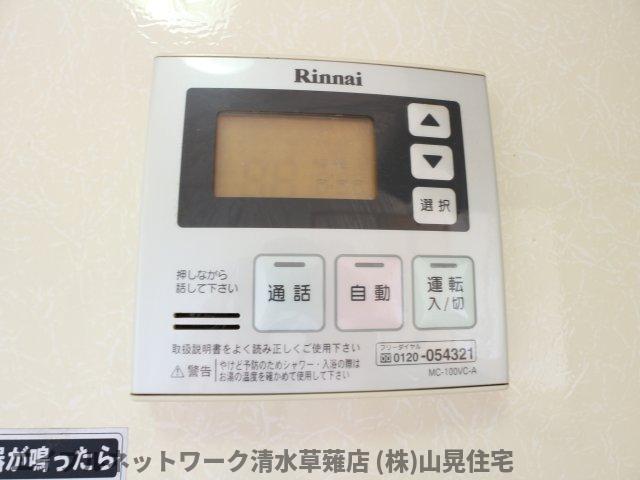 Rinnai
▲
▼
選択
押しながら
話して下さい
通話
自動
運転
入/切
取扱説明書をよく読み正しくご使用下さい
フリーダイヤル
0120-054321
⚠警告
やけど予防のためシャワー・入浴の際は
お湯の温度を確かめて使用して下さい
MC-100VC-A
が鳴ったら
ネットワーク清水草薙店 (株)山晃住宅